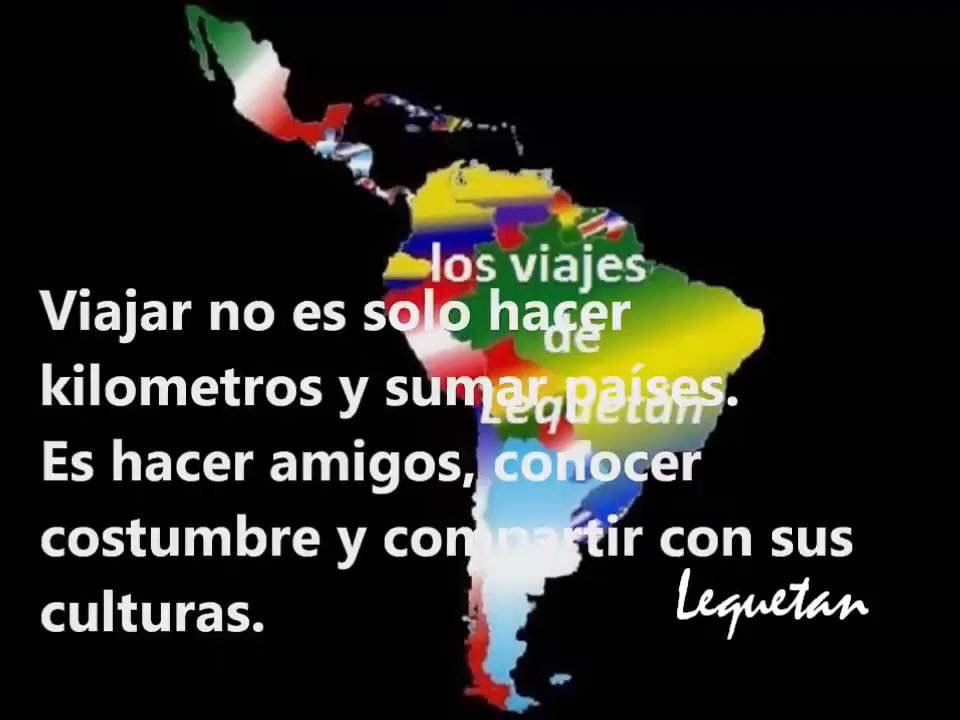 los viajes
de
Lequetan
Viajar no es solo hacer
kilometros y sumar países.
Es hacer amigos, conocer
costumbre y compartir con sus
culturas.
Lequetan